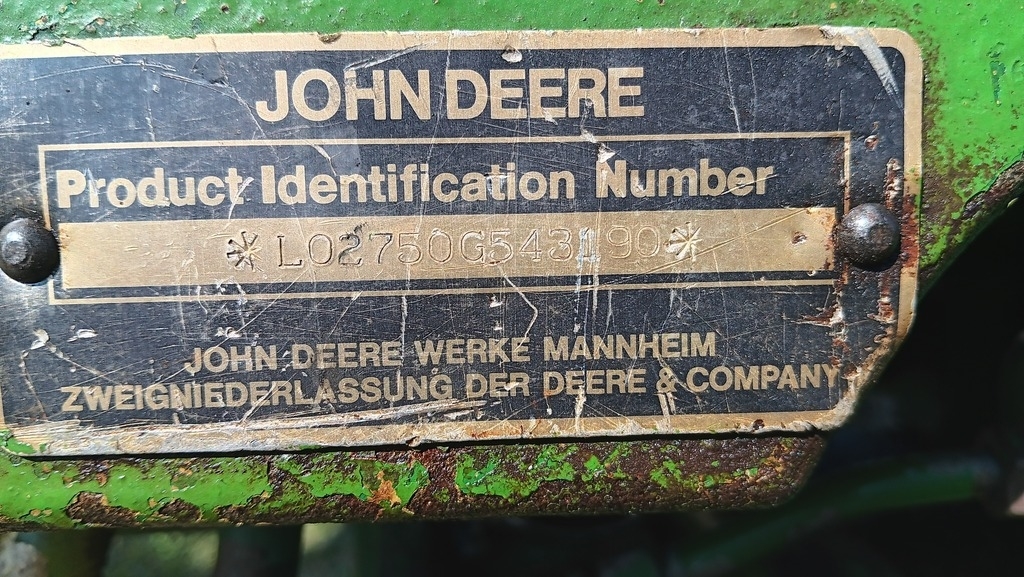 JOHN DEERE
Product Identification Number
*L02750G543190*
JOHN DEERE WERKE MANNHEIM
ZWEIGNIEDERLASSUNG DER DEERE & COMPANY